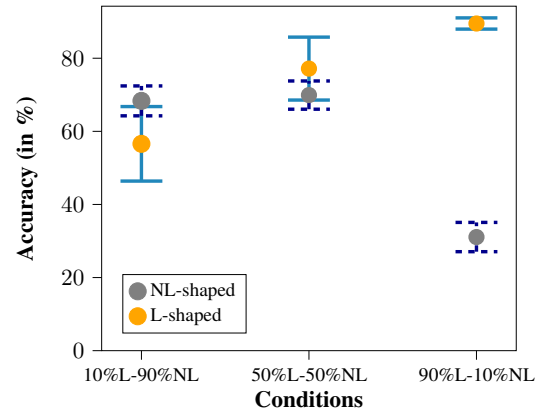 80
60
40
20
0
Accuracy (in %)
NL-shaped
L-shaped
10%L-90%NL 50%L-50%NL 90%L-10%NL
Conditions